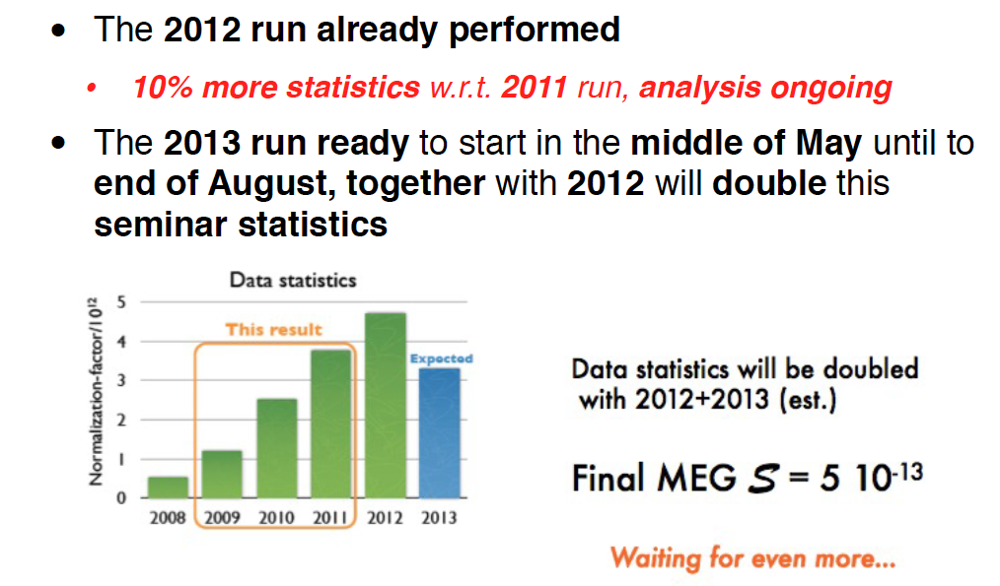 • The 2012 run already performed
• 10% more statistics w.r.t. 2011 run, analysis ongoing
• The 2013 run ready to start in the middle of May until to
end of August, together with 2012 will double this
seminar statistics
Data statistics
Normalization-factor/10¹²
5
4
3
2
1
0
This result
Expected
2008 2009 2010 2011 2012 2013
Data statistics will be doubled
with 2012+2013 (est.)
Final MEG S = 5 10⁻¹³
Waiting for even more...